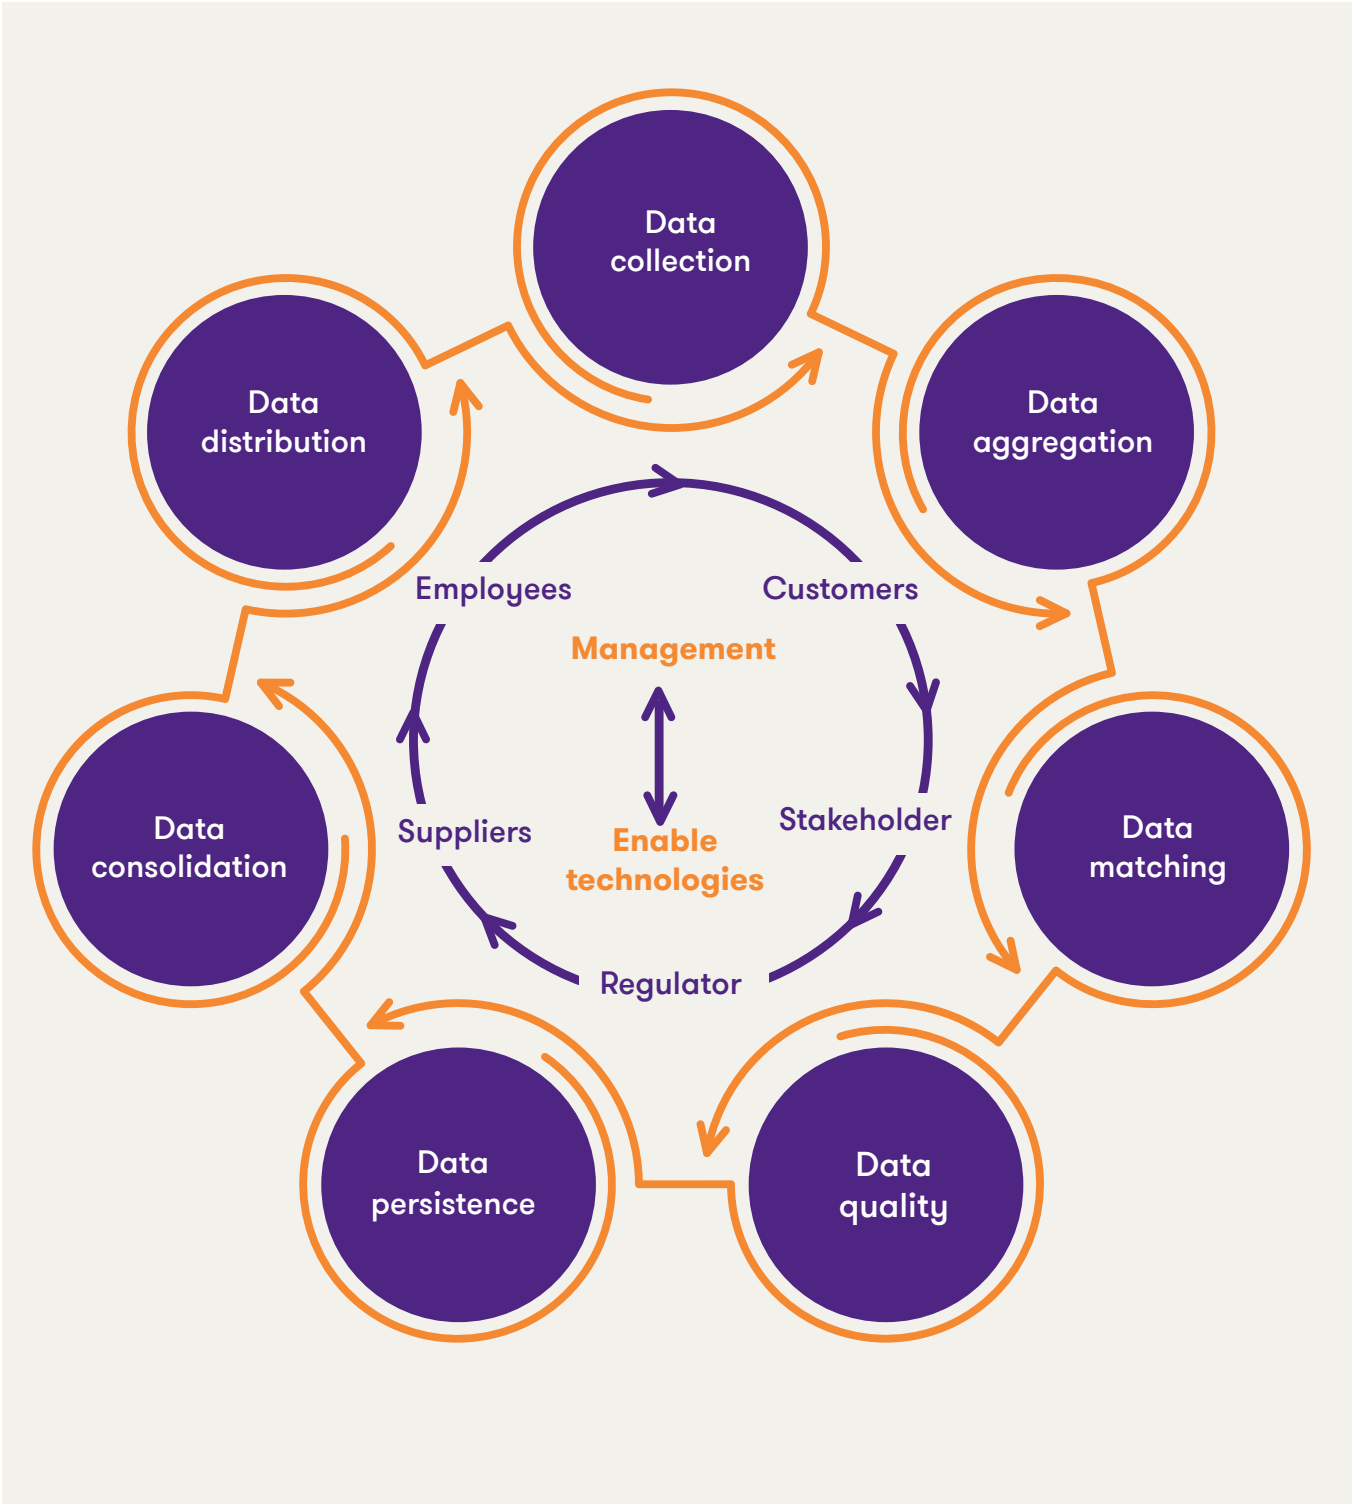 Data
collection
Data
distribution
Data
aggregation
Employees
Customers
Management
Suppliers
Stakeholder
Enable
technologies
Data
consolidation
Data
matching
Regulator
Data
persistence
Data
quality